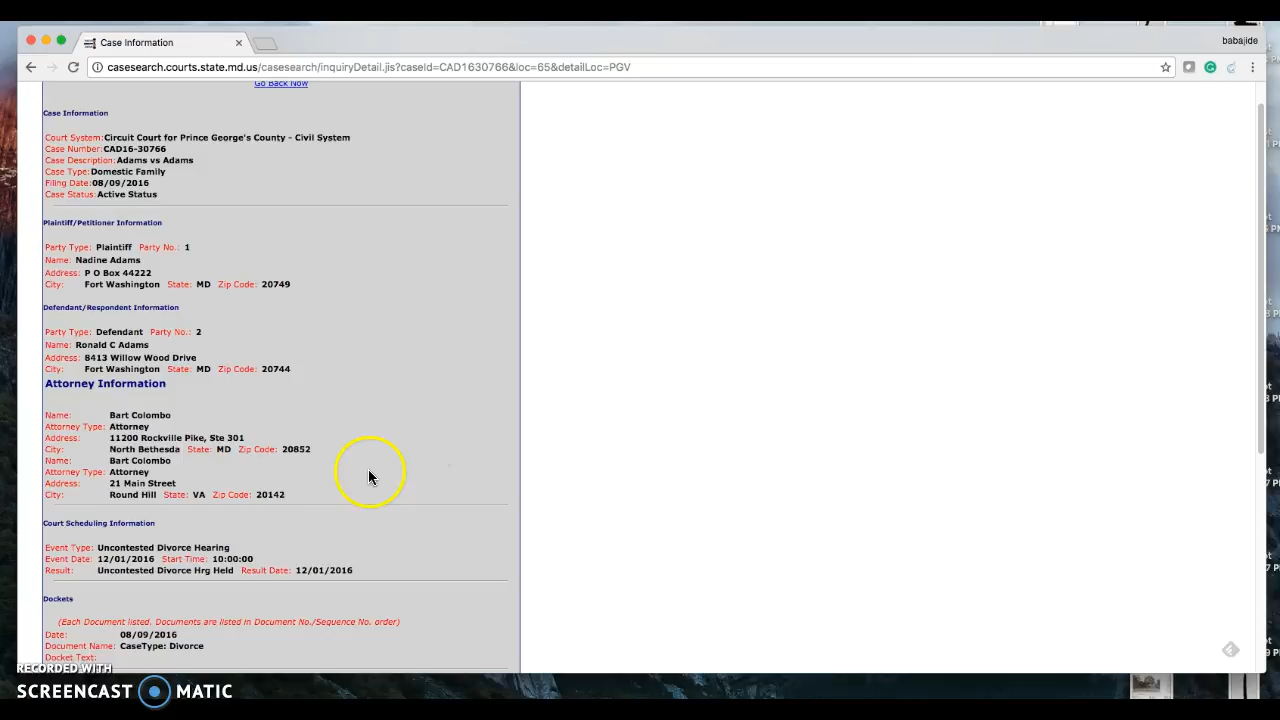 Case Information
babajide
casesearch.courts.state.md.us/casesearch/inquiryDetail.jis?caseId=CAD1630766&loc=65&detailLoc=PGV
Go Back Now
Case Information
Court System:Circuit Court for Prince George's County - Civil System
Case Number:CAD16-30766
Case Description:Adams vs Adams
Case Type:Domestic Family
Filing Date:08/09/2016
Case Status:Active Status
Plaintiff/Petitioner Information
Party Type: Plaintiff Party No.: 1
Name: Nadine Adams
Address: P O Box 44222
City: Fort Washington State: MD Zip Code: 20749
Defendant/Respondent Information
Party Type: Defendant Party No.: 2
Name: Ronald C Adams
Address: 8413 Willow Wood Drive
City: Fort Washington State: MD Zip Code: 20744
Attorney Information
Name: Bart Colombo
Attorney Type: Attorney
Address: 11200 Rockville Pike, Ste 301
City: North Bethesda State: MD Zip Code: 20852
Name: Bart Colombo
Attorney Type: Attorney
Address: 21 Main Street
City: Round Hill State: VA Zip Code: 20142
Court Scheduling Information
Event Type: Uncontested Divorce Hearing
Event Date: 12/01/2016 Start Time: 10:00:00
Result: Uncontested Divorce Hrg Held Result Date: 12/01/2016
Dockets
(Each Document listed. Documents are listed in Document No./Sequence No. order)
Date: 08/09/2016
Document Name: CaseType: Divorce
Docket Text:
RECORDED WITH
SCREENCAST MATIC